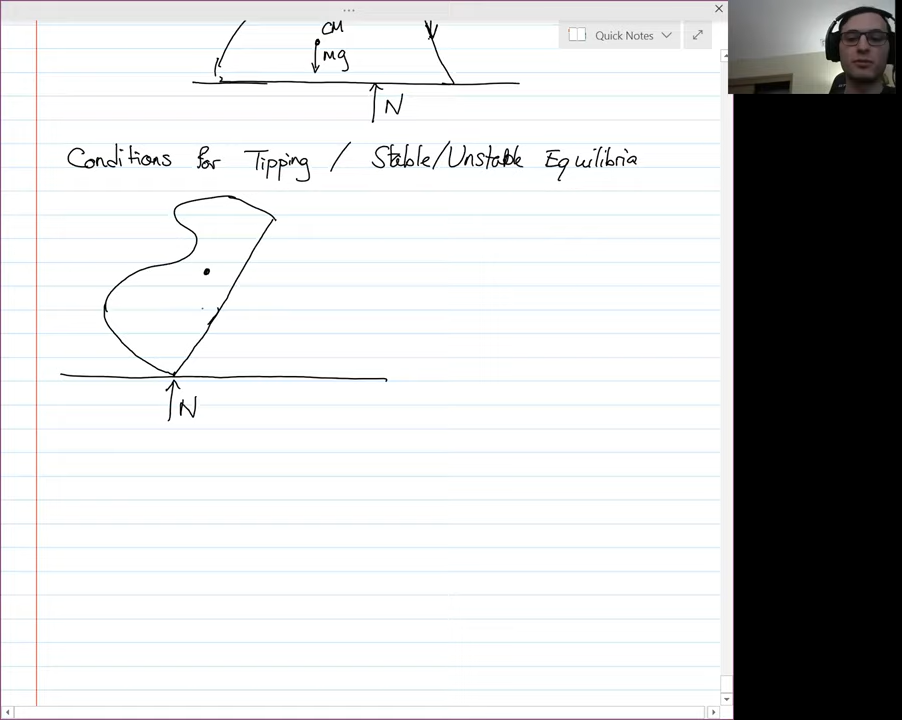 CM
Quick Notes
Mg
N
Conditions for Tipping / Stable/Unstable Equilibria
N